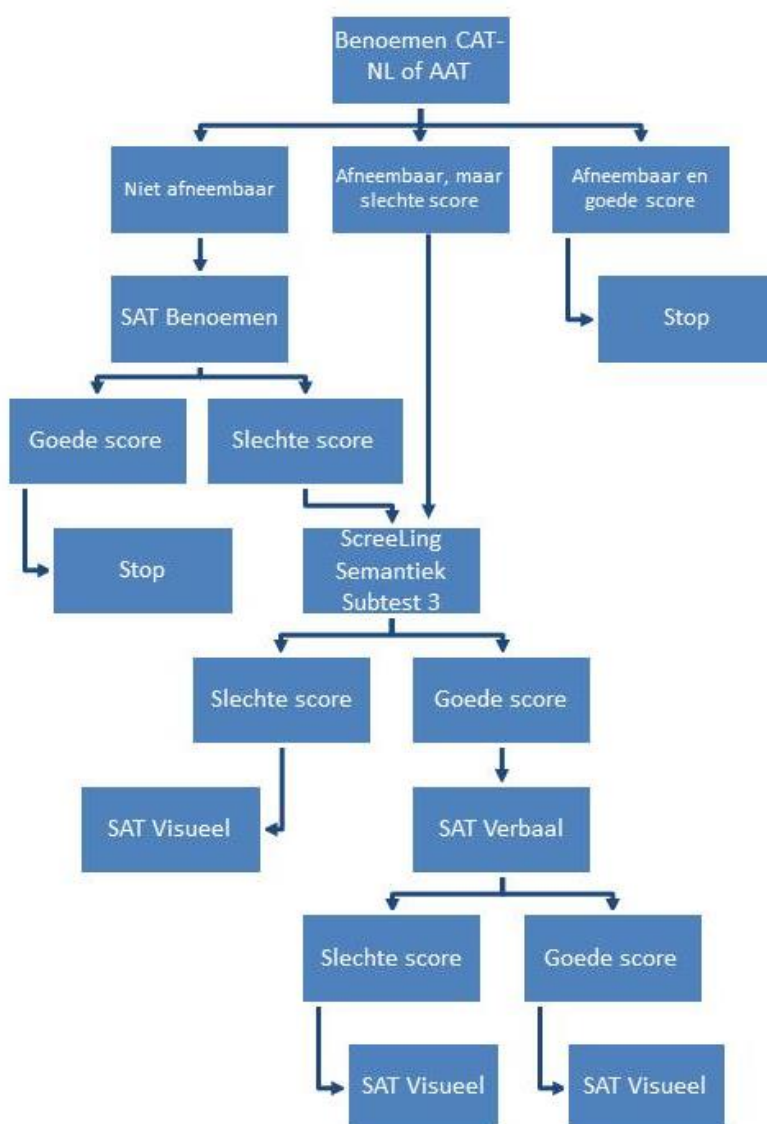 Benoemen CAT-
NL of AAT
Niet afneembaar
Afneembaar, maar
slechte score
Afneembaar en
goede score
SAT Benoemen
Stop
Goede score
Slechte score
Stop
ScreeLing
Semantiek
Subtest 3
Slechte score
Goede score
SAT Visueel
SAT Verbaal
Slechte score
Goede score
SAT Visueel
SAT Visueel